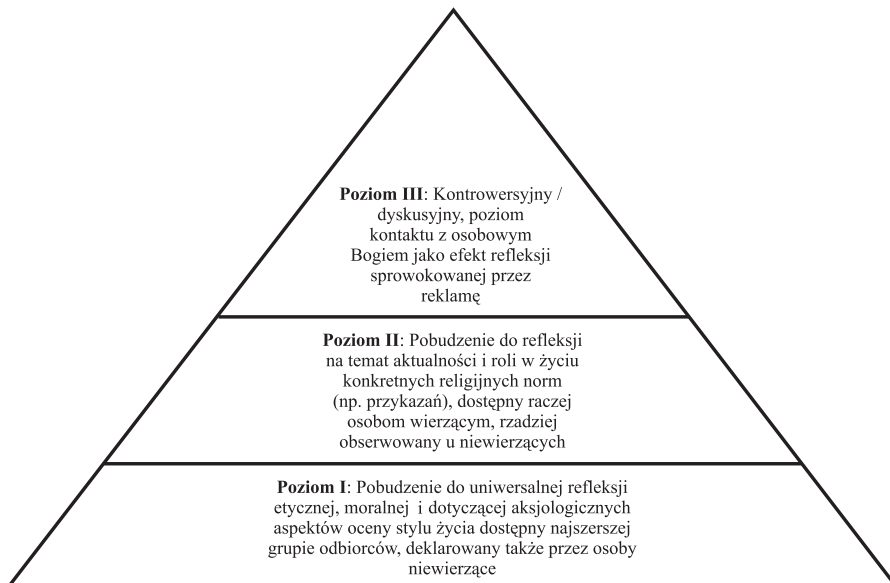 Poziom III: Kontrowersyjny /
dyskusyjny, poziom
kontaktu z osobowym
Bogiem jako efekt refleksji
sprowokowanej przez
reklamę
Poziom II: Pobudzenie do refleksji
na temat aktualności i roli w życiu
konkretnych religijnych norm
(np. przykazań), dostępny raczej
osobom wierzącym, rzadziej
obserwowany u niewierzących
Poziom I: Pobudzenie do uniwersalnej refleksji
etycznej, moralnej i dotyczącej aksjologicznych
aspektów oceny stylu życia dostępny najszerszej
grupie odbiorców, deklarowany także przez osoby
niewierzące